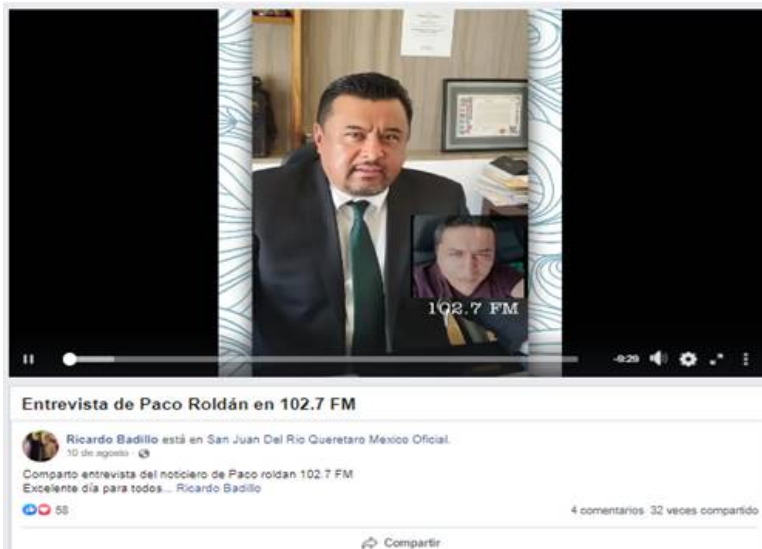 102.7 FM
-9:29
Entrevista de Paco Roldán en 102.7 FM
Ricardo Badillo está en San Juan Del Rio Queretaro Mexico Oficial.
10 de agosto ·
Comparto entrevista del noticiero de Paco roldan 102.7 FM
Excelente día para todos... Ricardo Badillo
58
4 comentarios 32 veces compartido
Compartir